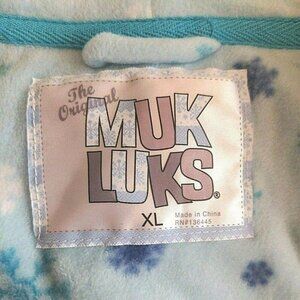 The
Original
MUK
LUKS®
XL
Made in China
RN#136445